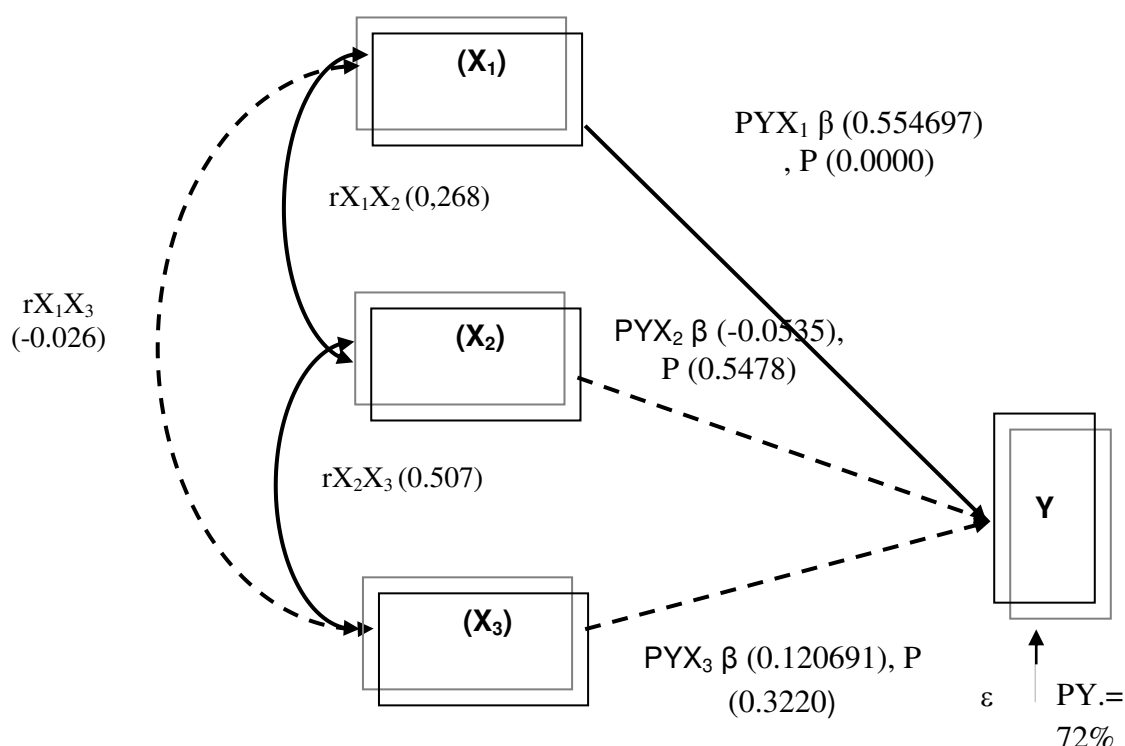 (X₁)
PYX₁ β (0.554697)
, P (0.0000)
rX₁X₂ (0,268)
rX₁X₃
(-0.026)
(X₂)
PYX₂ β (-0.0535),
P (0.5478)
rX₂X₃ (0.507)
Y
(X₃)
PYX₃ β (0.120691), P
(0.3220)
ε
PY.=
72%